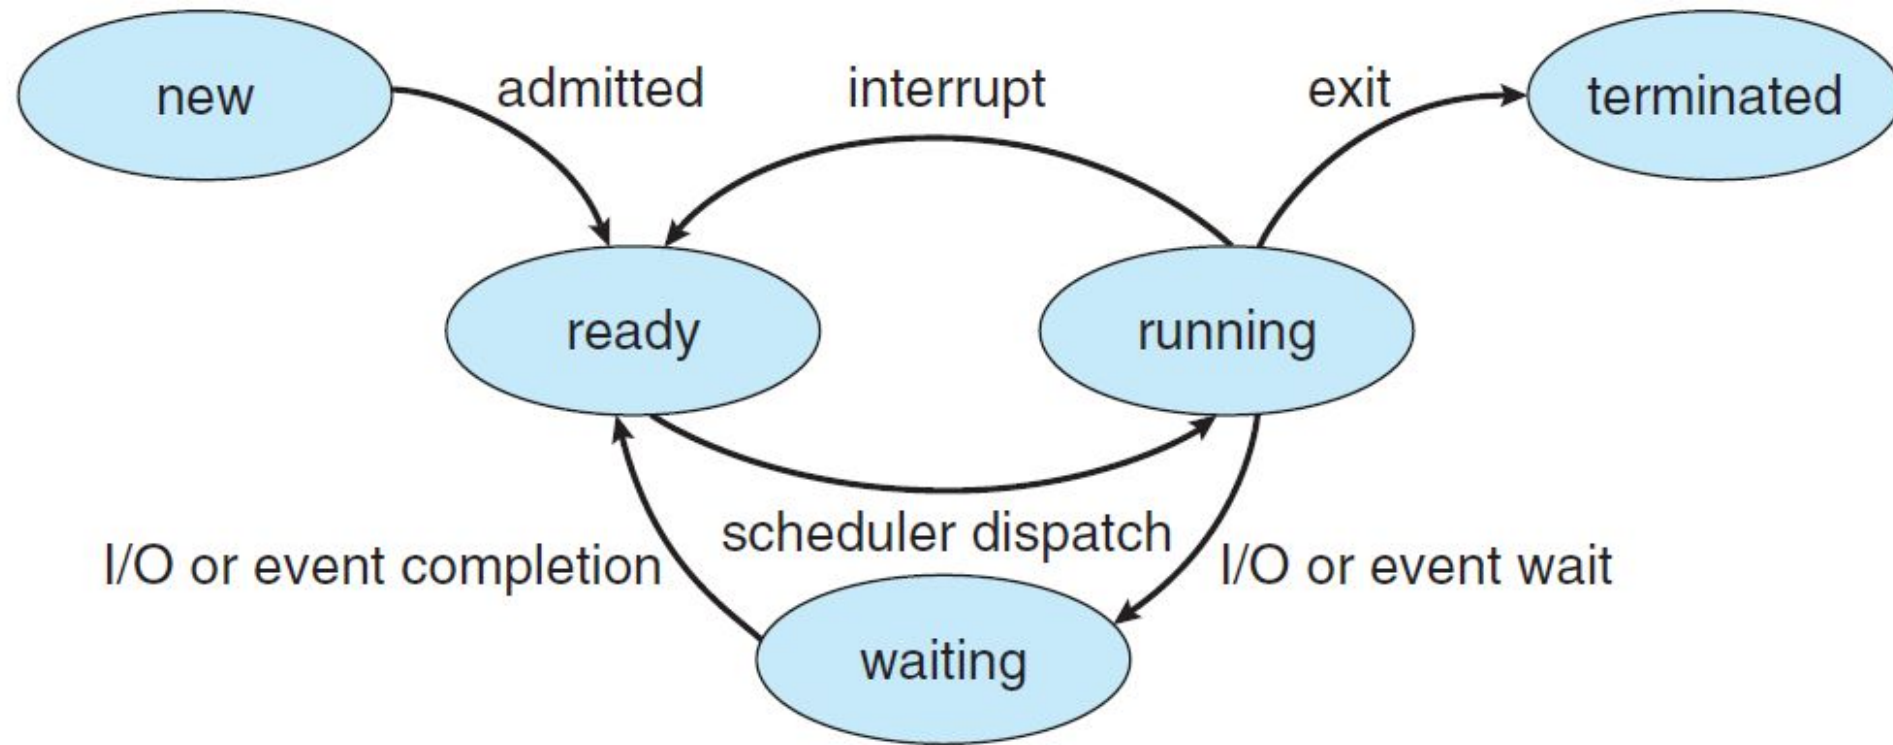 new
admitted
interrupt
exit
terminated
ready
running
scheduler dispatch
I/O or event completion
I/O or event wait
waiting